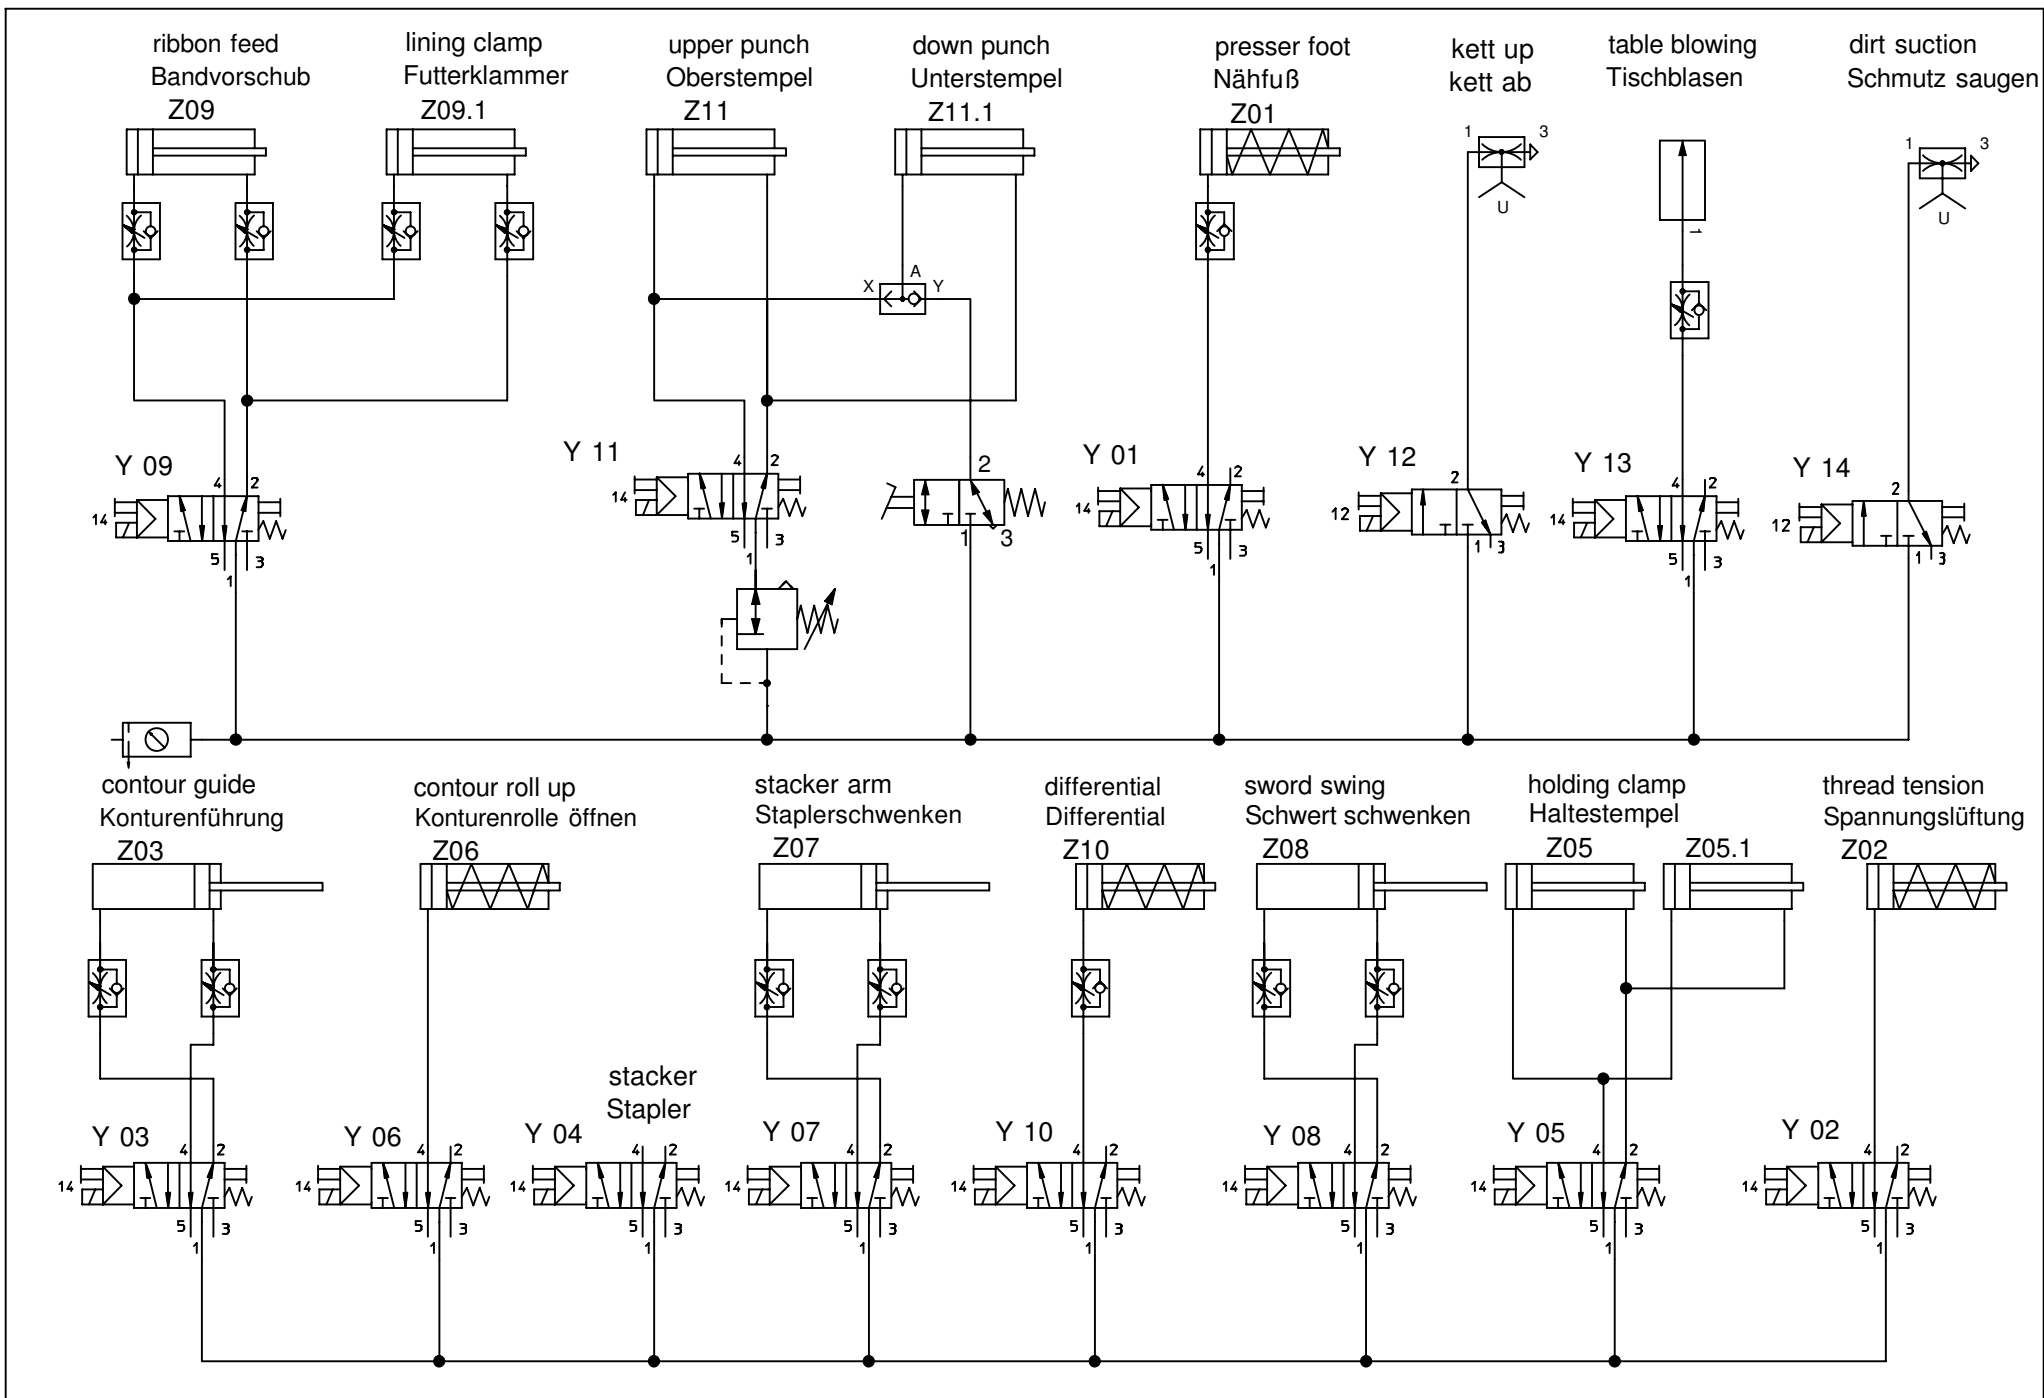 ribbon feed
Bandvorschub
Z09
lining clamp
Futterklammer
Z09.1
upper punch
Oberstempel
Z11
down punch
Unterstempel
Z11.1
presser foot
Nähfuß
Z01
kett up
kett ab
table blowing
Tischblasen
dirt suction
Schmutz saugen
1 3
U
1
1 3
U
X A Y
Y 09
14 4 2 5 1 3
Y 11
14 4 2 5 1 3
2 1 3
Y 01
14 4 2 5 1 3
Y 12
12 2 1 3
Y 13
14 4 2 5 1 3
Y 14
12 2 1 3
contour guide
Konturenführung
Z03
contour roll up
Konturenrolle öffnen
Z06
stacker arm
Staplerschwenken
Z07
differential
Differential
Z10
sword swing
Schwert schwenken
Z08
holding clamp
Haltestempel
Z05 Z05.1
thread tension
Spannungslüftung
Z02
stacker
Stapler
Y 03
14 4 2 5 1 3
Y 06
14 4 2 5 1 3
Y 04
14 4 2 5 1 3
Y 07
14 4 2 5 1 3
Y 10
14 4 2 5 1 3
Y 08
14 4 2 5 1 3
Y 05
14 4 2 5 1 3
Y 02
14 4 2 5 1 3